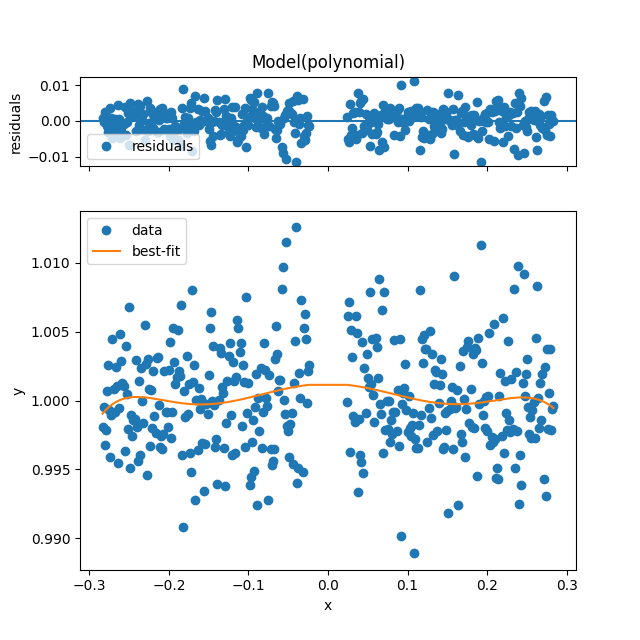 Model(polynomial)
0.01
0.00
−0.01
residuals
residuals
data
best-fit
1.010
1.005
1.000
0.995
0.990
y
−0.3 −0.2 −0.1 0.0 0.1 0.2 0.3
x